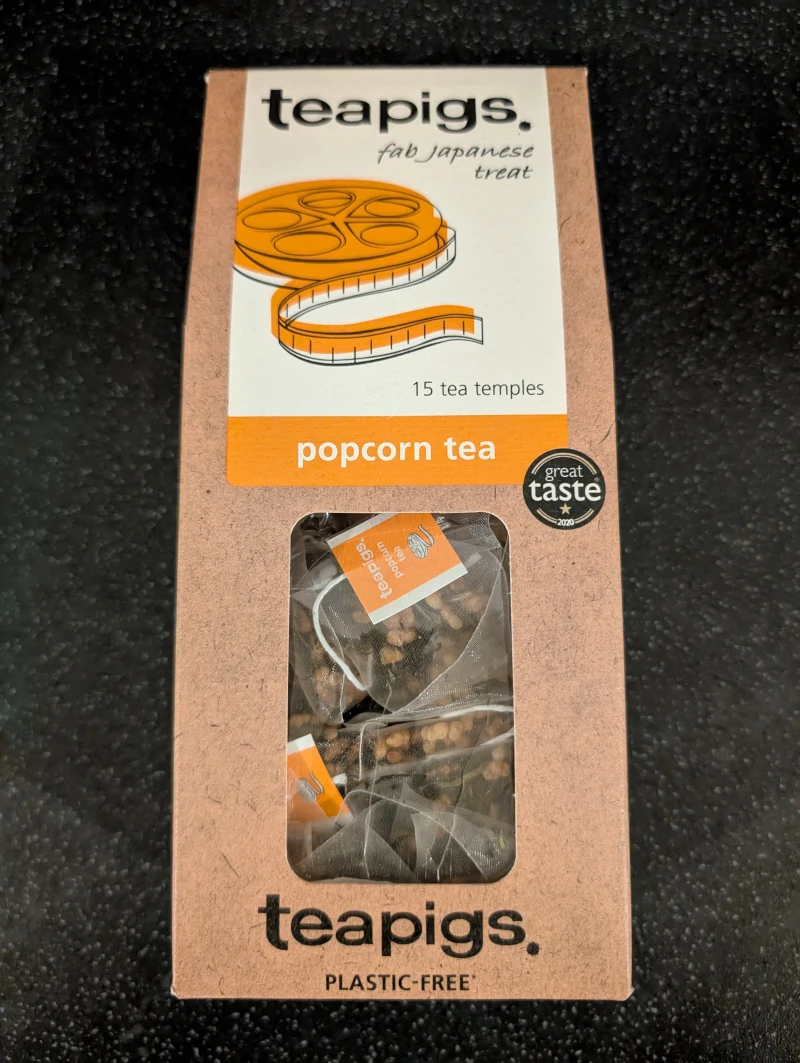 teapigs.
fab Japanese
treat
15 tea temples
popcorn tea
great
taste®
2020
teapigs.
popcorn
tea
teapigs.
PLASTIC-FREE*